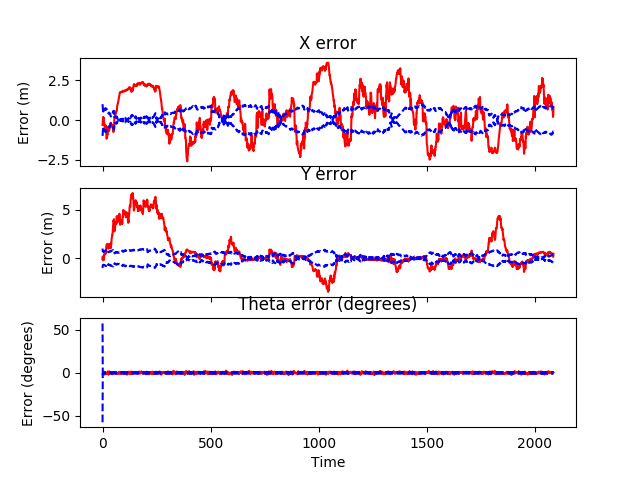 X error
Error (m)
2.5
0.0
−2.5
Y error
Error (m)
5
0
Theta error (degrees)
Error (degrees)
50
0
−50
0 500 1000 1500 2000
Time